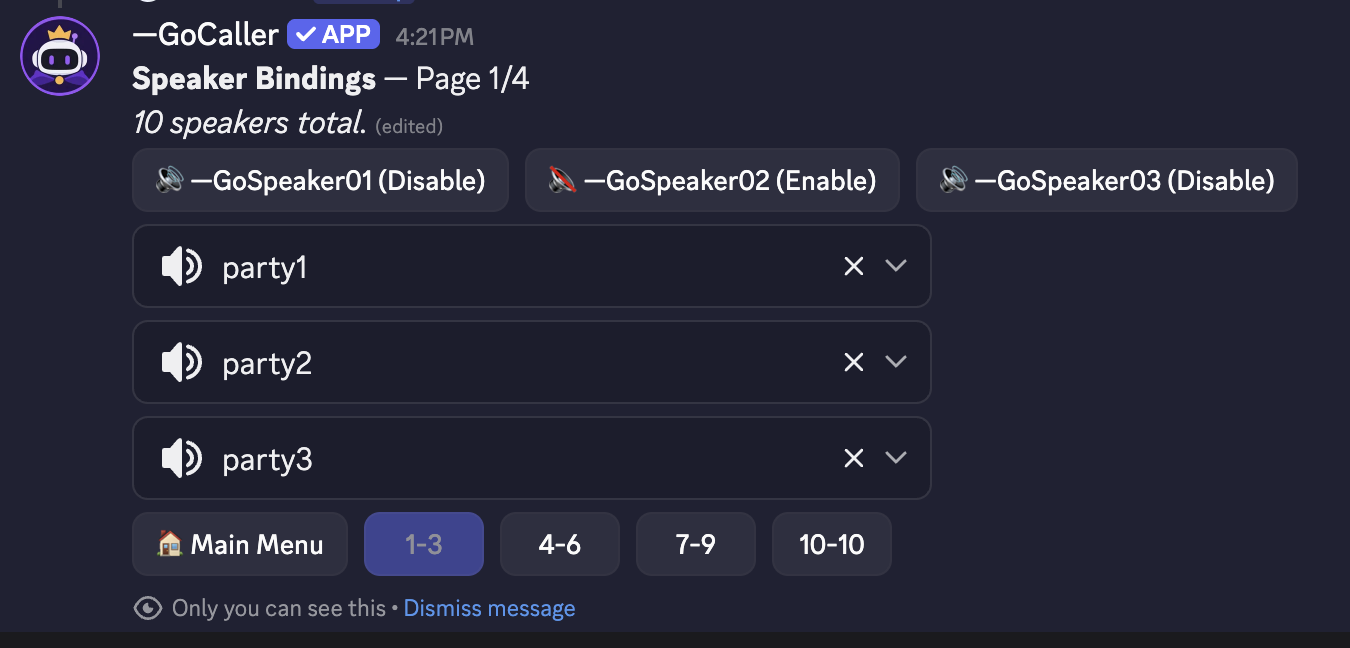 —GoCaller ✓ APP 4:21 PM
Speaker Bindings — Page 1/4
10 speakers total. (edited)
—GoSpeaker01 (Disable) —GoSpeaker02 (Enable) —GoSpeaker03 (Disable)
party1
party2
party3
Main Menu 1-3 4-6 7-9 10-10
Only you can see this • Dismiss message